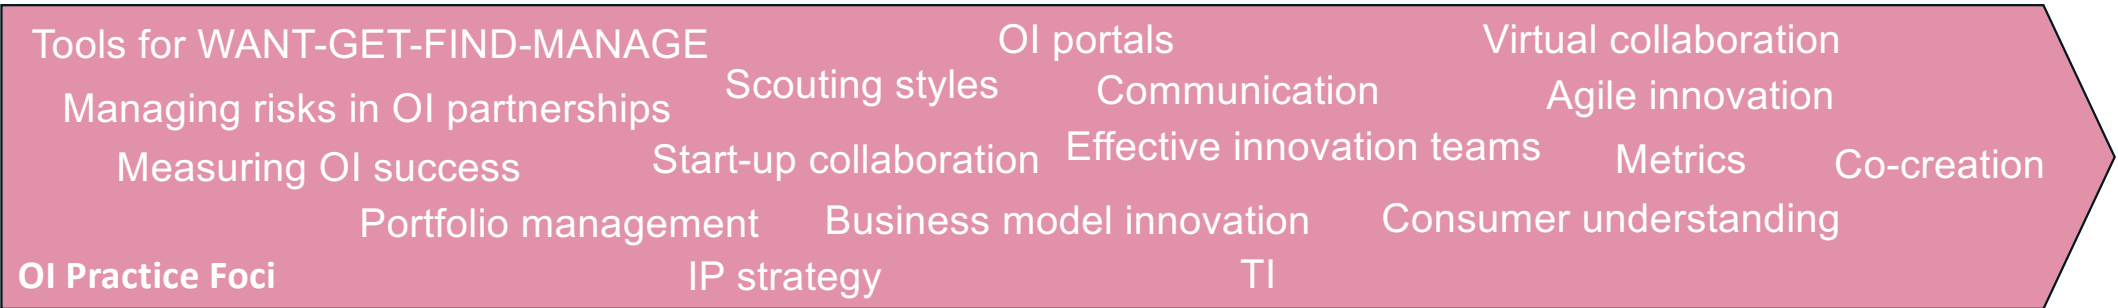 Tools for WANT-GET-FIND-MANAGE
OI portals
Virtual collaboration
Scouting styles
Communication
Agile innovation
Managing risks in OI partnerships
Effective innovation teams
Measuring OI success
Start-up collaboration
Metrics
Co-creation
Portfolio management
Business model innovation
Consumer understanding
OI Practice Foci
IP strategy
TI